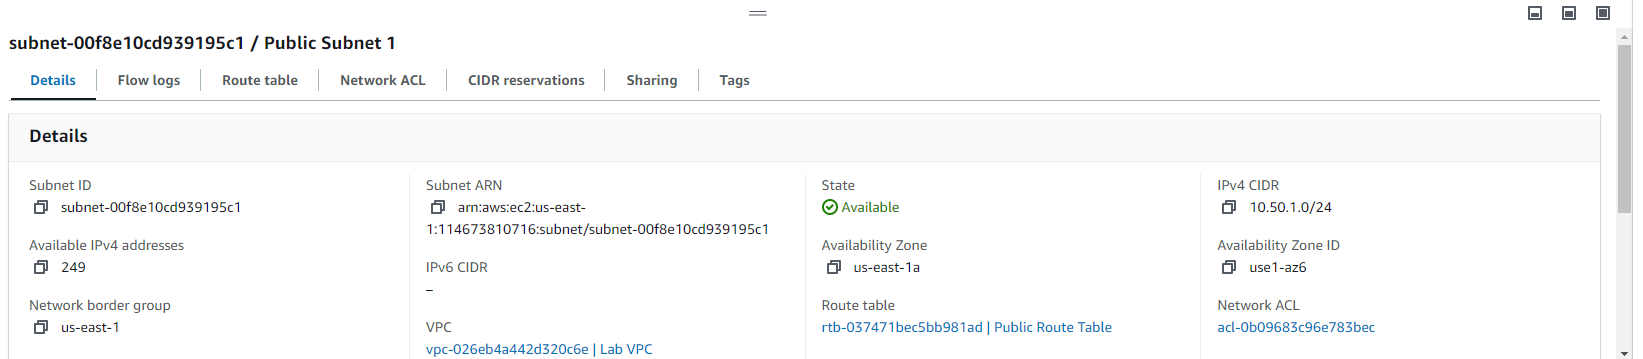 subnet-00f8e10cd939195c1 / Public Subnet 1
Details
Flow logs
Route table
Network ACL
CIDR reservations
Sharing
Tags
Details
Subnet ID
subnet-00f8e10cd939195c1
Available IPv4 addresses
249
Network border group
us-east-1
Subnet ARN
arn:aws:ec2:us-east-
1:114673810716:subnet/subnet-00f8e10cd939195c1
IPv6 CIDR
–
VPC
vpc-026eb4a442d320c6e | Lab VPC
State
Available
Availability Zone
us-east-1a
Route table
rtb-037471bec5bb981ad | Public Route Table
IPv4 CIDR
10.50.1.0/24
Availability Zone ID
use1-az6
Network ACL
acl-0b09683c96e783bec